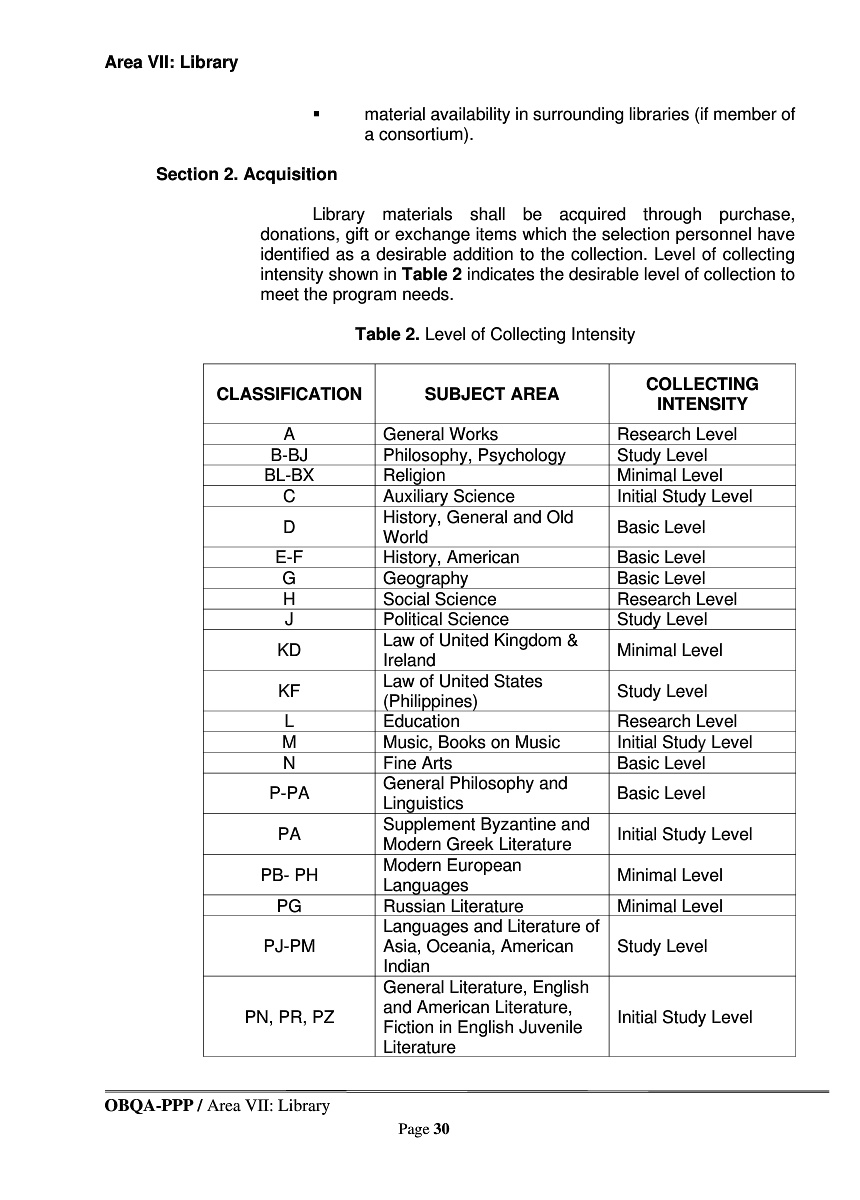 Area VII: Library
▪ material availability in surrounding libraries (if member of
a consortium).
Section 2. Acquisition
Library materials shall be acquired through purchase,
donations, gift or exchange items which the selection personnel have
identified as a desirable addition to the collection. Level of collecting
intensity shown in Table 2 indicates the desirable level of collection to
meet the program needs.
Table 2. Level of Collecting Intensity
CLASSIFICATION SUBJECT AREA COLLECTING
INTENSITY
A General Works Research Level
B-BJ Philosophy, Psychology Study Level
BL-BX Religion Minimal Level
C Auxiliary Science Initial Study Level
D History, General and Old
World Basic Level
E-F History, American Basic Level
G Geography Basic Level
H Social Science Research Level
J Political Science Study Level
KD Law of United Kingdom &
Ireland Minimal Level
KF Law of United States
(Philippines) Study Level
L Education Research Level
M Music, Books on Music Initial Study Level
N Fine Arts Basic Level
P-PA General Philosophy and
Linguistics Basic Level
PA Supplement Byzantine and
Modern Greek Literature Initial Study Level
PB- PH Modern European
Languages Minimal Level
PG Russian Literature Minimal Level
PJ-PM Languages and Literature of
Asia, Oceania, American
Indian Study Level
PN, PR, PZ General Literature, English
and American Literature,
Fiction in English Juvenile
Literature Initial Study Level
OBQA-PPP / Area VII: Library
Page 30